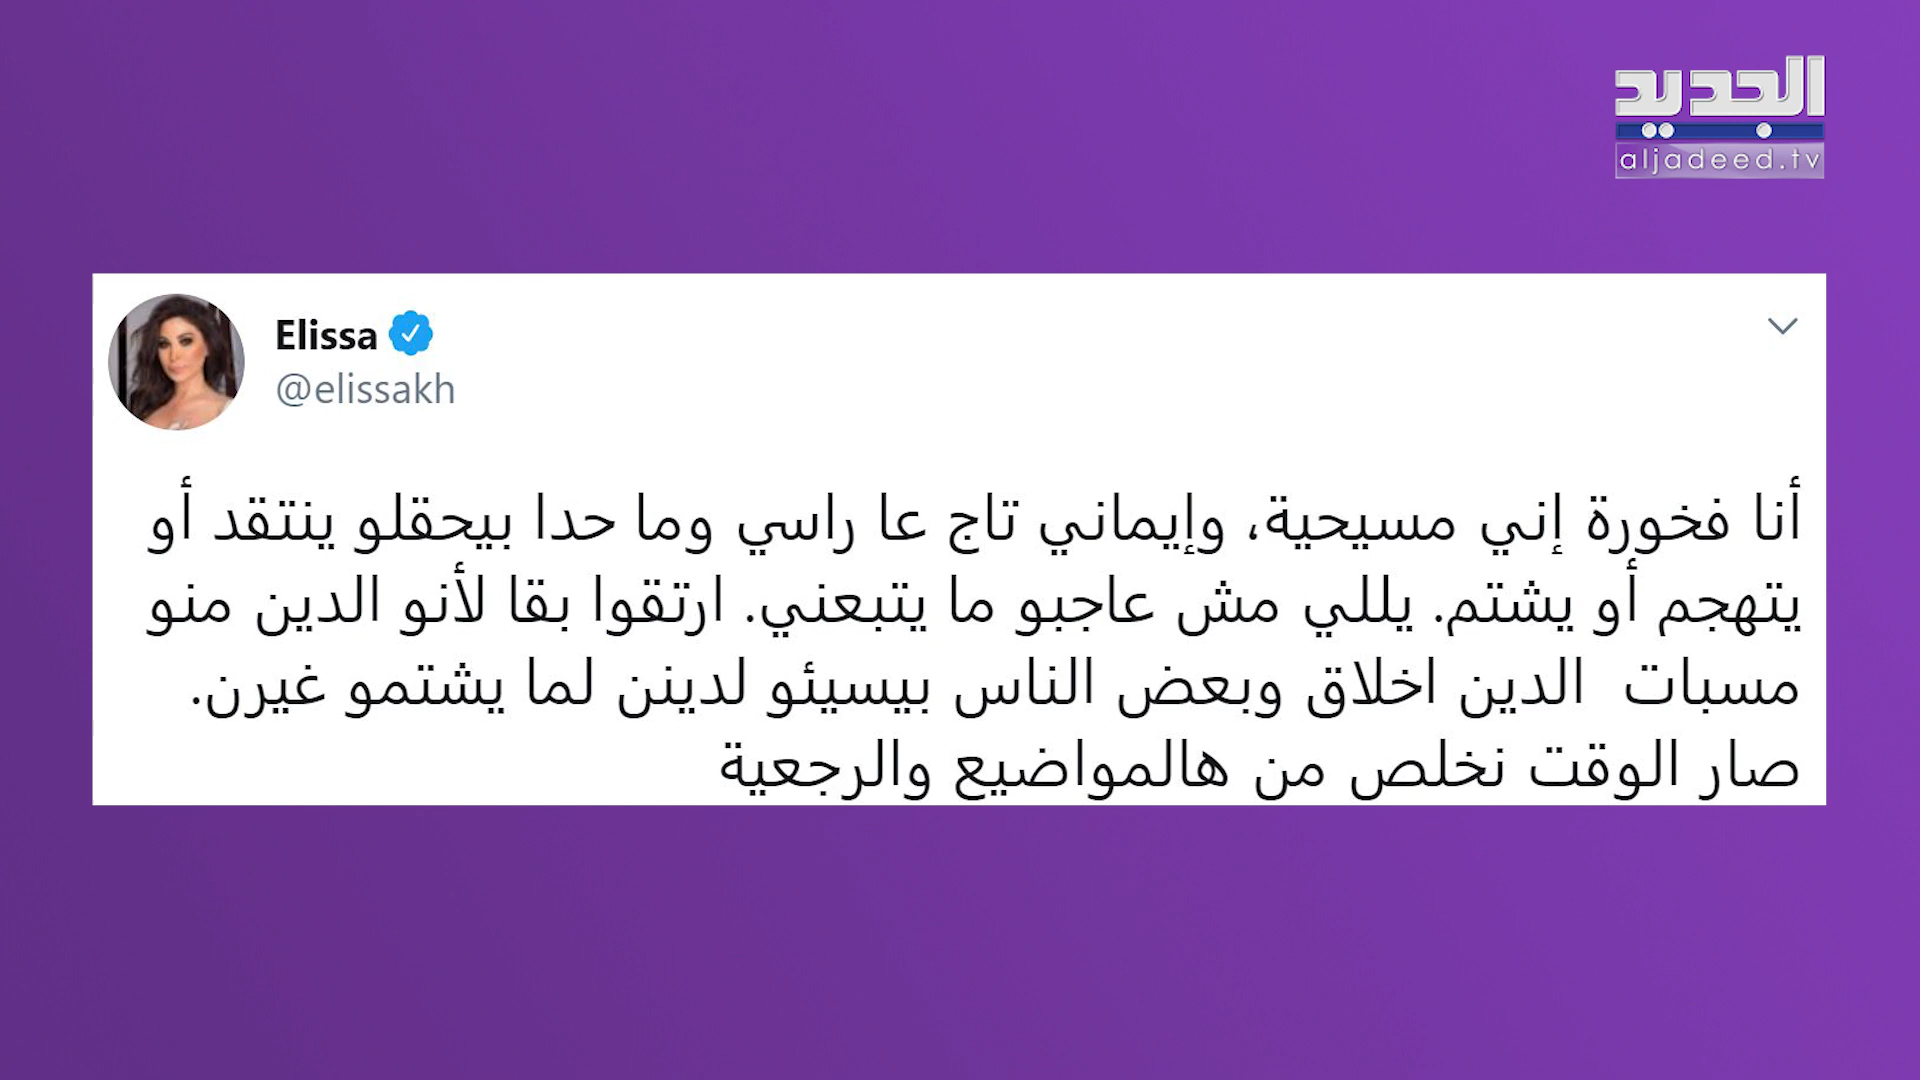 الجديد
aljadeed.tv
Elissa
@elissakh
أنا فخورة إني مسيحية، وإيماني تاج عا راسي وما حدا بيحقلو ينتقد أو
يتهجم أو يشتم. يللي مش عاجبو ما يتبعني. ارتقوا بقا لأنو الدين منو
مسبات  الدين اخلاق وبعض الناس بيسيئو لدينن لما يشتمو غيرن.
صار الوقت نخلص من هالمواضيع والرجعية